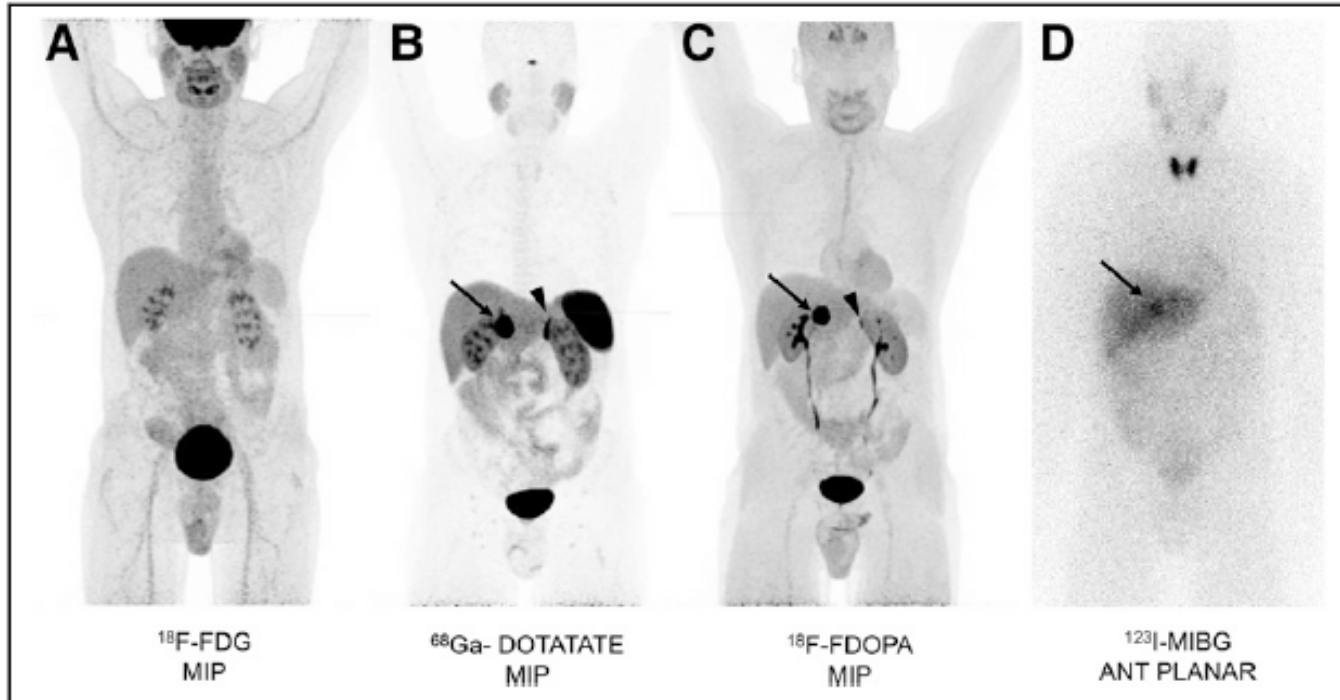 A B C D
¹⁸F-FDG
MIP
⁶⁸Ga- DOTATATE
MIP
¹⁸F-FDOPA
MIP
¹²³I-MIBG
ANT PLANAR